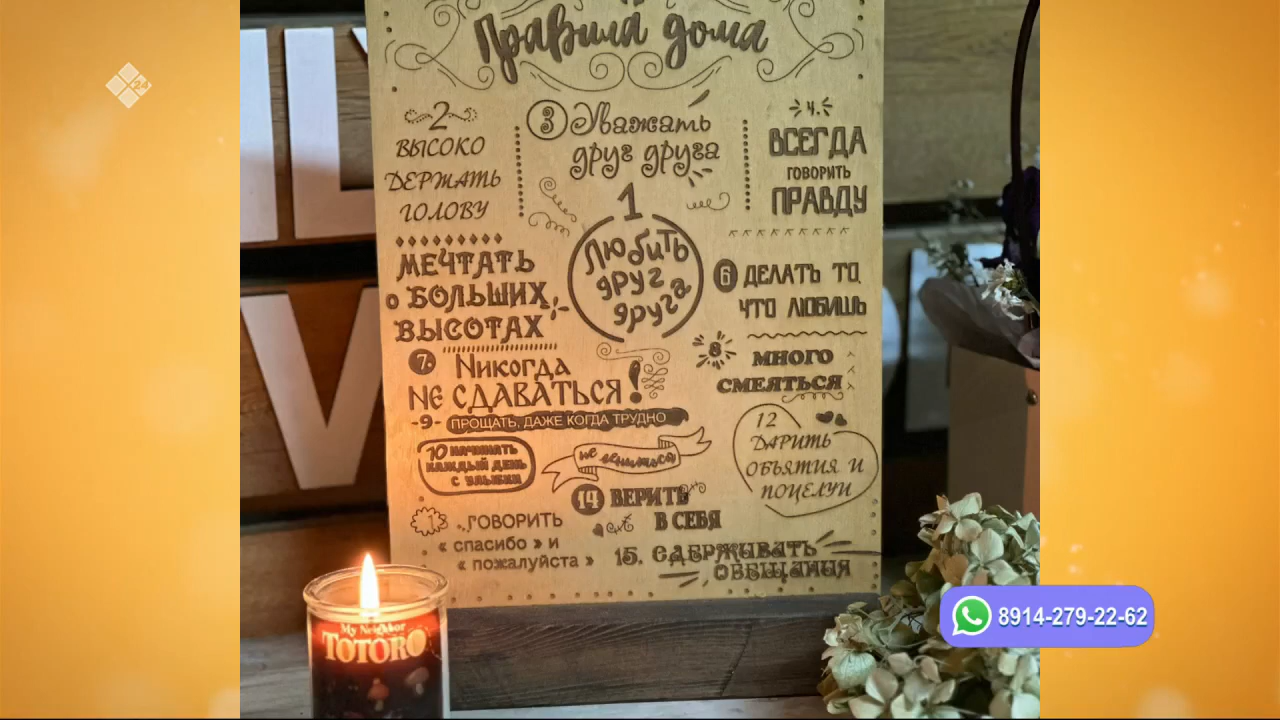 Правила дома
2
ВЫСОКО
ДЕРЖАТЬ
ГОЛОВУ
3 Уважать
друг друга
4.
ВСЕГДА
ГОВОРИТЬ
ПРАВДУ
1
Любить
друг
друга
МЕЧТАТЬ
о БОЛЬШИХ
ВЫСОТАХ
6 ДЕЛАТЬ ТО,
ЧТО ЛЮБИШЬ
7. Никогда
НЕ СДАВАТЬСЯ!
8 МНОГО
СМЕЯТЬСЯ
-9- ПРОЩАТЬ, ДАЖЕ КОГДА ТРУДНО
10 НАЧИНАТЬ
КАЖДЫЙ ДЕНЬ
С УЛЫБКИ
не лениться
12
ДАРИТЬ
ОБЪЯТИЯ И
ПОЦЕЛУИ
13 ГОВОРИТЬ
« спасибо » и
« пожалуйста »
14 ВЕРИТЬ
В СЕБЯ
15. СДЕРЖИВАТЬ
ОБЕЩАНИЯ
My Neighbor
TOTORO
8914-279-22-62
24